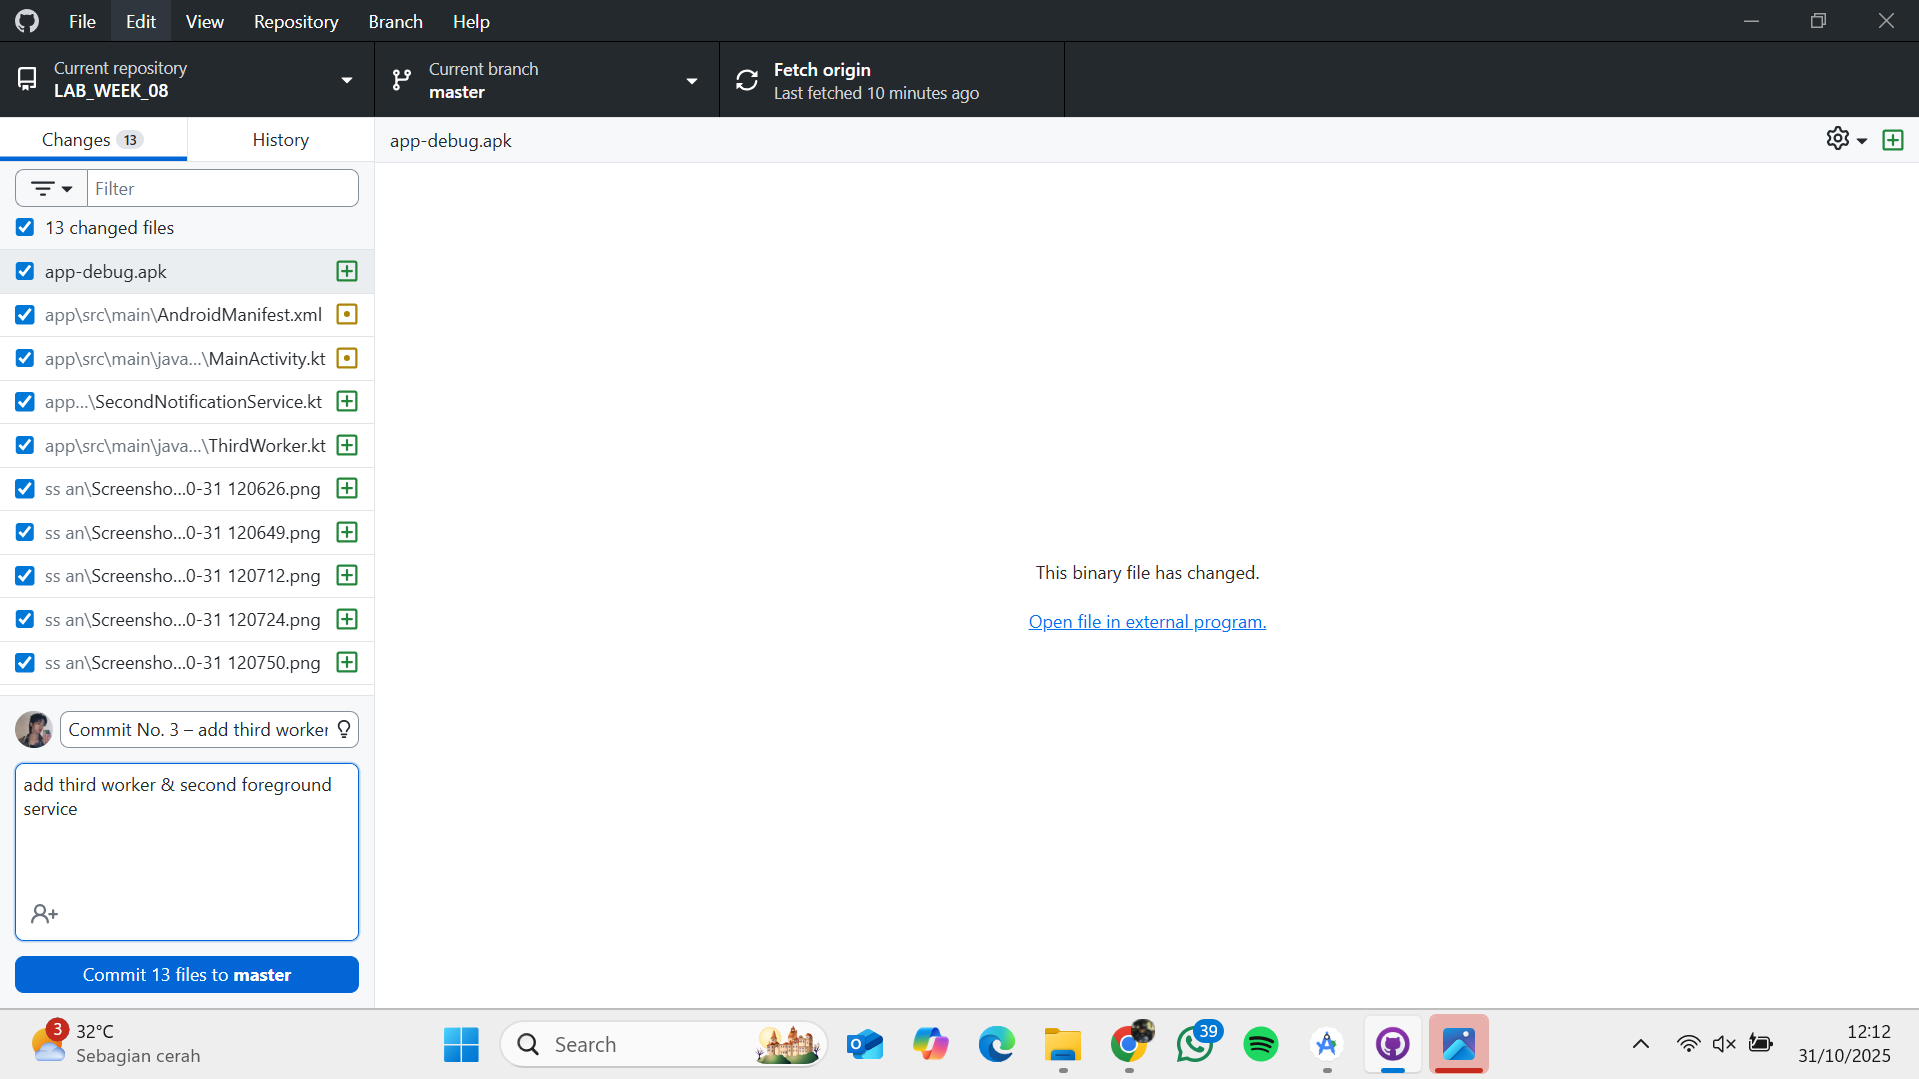 File
Edit
View
Repository
Branch
Help
Current repository
LAB_WEEK_08
Current branch
master
Fetch origin
Last fetched 10 minutes ago
Changes 13
History
app-debug.apk
Filter
13 changed files
app-debug.apk
app\src\main\AndroidManifest.xml
app\src\main\java...\MainActivity.kt
app...\SecondNotificationService.kt
app\src\main\java...\ThirdWorker.kt
ss an\Screensho...0-31 120626.png
ss an\Screensho...0-31 120649.png
ss an\Screensho...0-31 120712.png
ss an\Screensho...0-31 120724.png
ss an\Screensho...0-31 120750.png
This binary file has changed.
Open file in external program.
Commit No. 3 – add third worker
add third worker & second foreground
service
Commit 13 files to master
3
32°C
Sebagian cerah
Search
39
12:12
31/10/2025